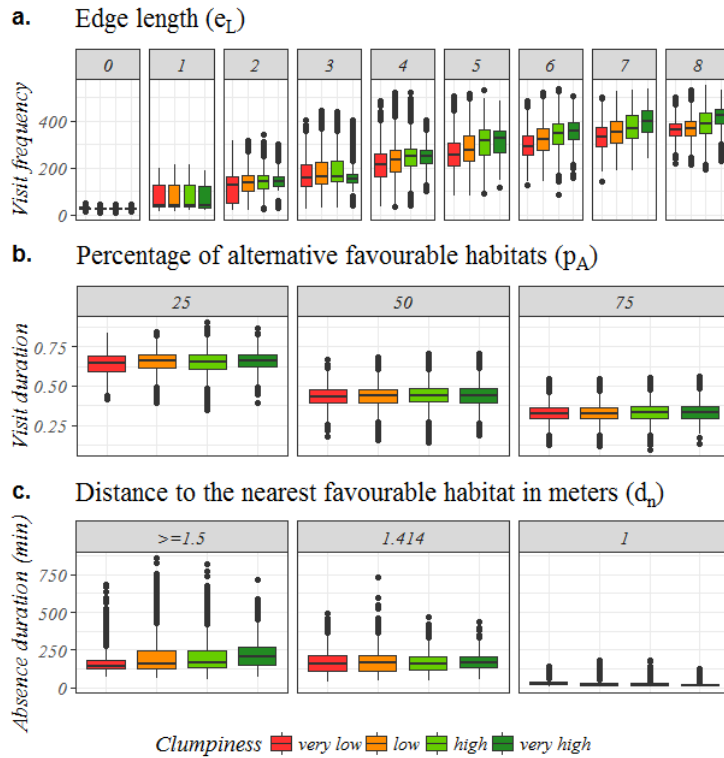 a. Edge length (eL)
0 1 2 3 4 5 6 7 8
Visit frequency
400
200
0
b. Percentage of alternative favourable habitats (pA)
25 50 75
Visit duration
0.75
0.50
0.25
c. Distance to the nearest favourable habitat in meters (dn)
>=1.5 1.414 1
Absence duration (min)
750
500
250
0
Clumpiness very low low high very high